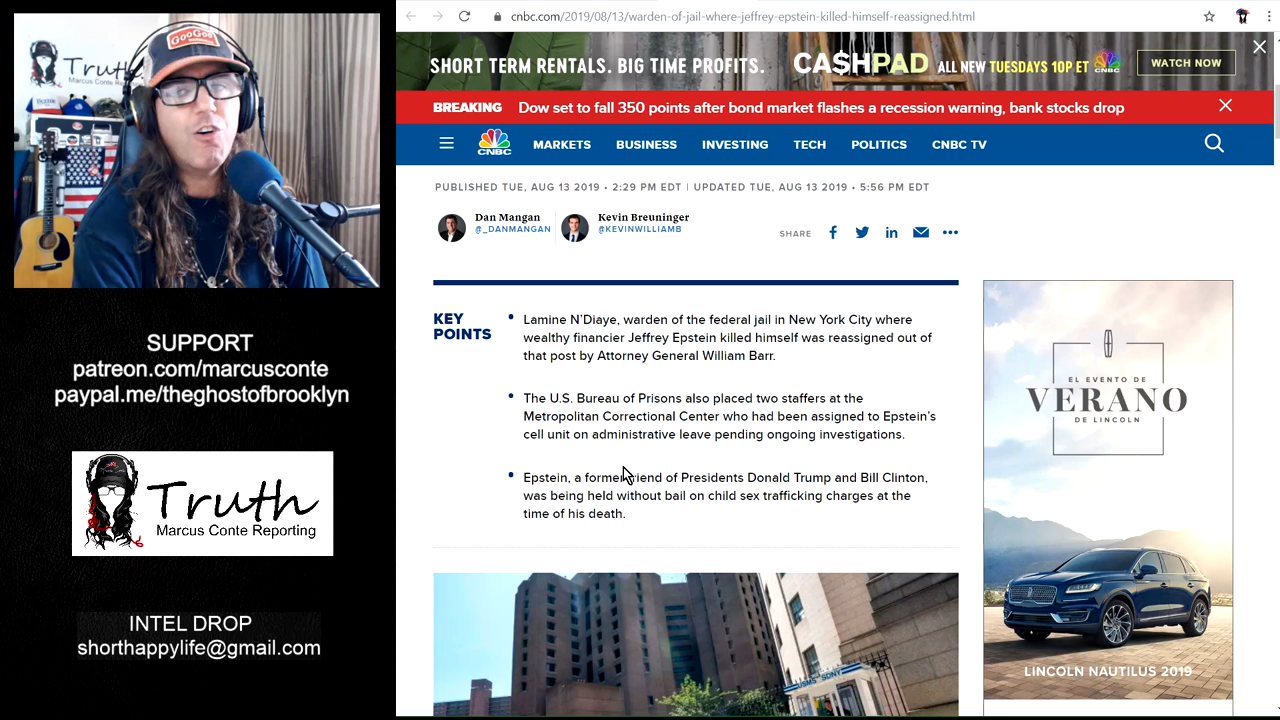 Truth
GooGoo
SUPPORT
patreon.com/marcusconte
paypal.me/theghostofbrooklyn
Truth
Marcus Conte Reporting
INTEL DROP
shorthappylife@gmail.com
cnbc.com/2019/08/13/warden-of-jail-where-jeffrey-epstein-killed-himself-reassigned.html
SHORT TERM RENTALS. BIG TIME PROFITS.
CA$HPAD
ALL NEW TUESDAYS 10P ET
CNBC
WATCH NOW
BREAKING Dow set to fall 350 points after bond market flashes a recession warning, bank stocks drop
CNBC
MARKETS BUSINESS INVESTING TECH POLITICS CNBC TV
PUBLISHED TUE, AUG 13 2019 • 2:29 PM EDT | UPDATED TUE, AUG 13 2019 • 5:56 PM EDT
Dan Mangan
@_DANMANGAN
Kevin Breuninger
@KEVINWILLIAMB
SHARE
KEY
POINTS
Lamine N’Diaye, warden of the federal jail in New York City where
wealthy financier Jeffrey Epstein killed himself was reassigned out of
that post by Attorney General William Barr.
The U.S. Bureau of Prisons also placed two staffers at the
Metropolitan Correctional Center who had been assigned to Epstein’s
cell unit on administrative leave pending ongoing investigations.
Epstein, a former friend of Presidents Donald Trump and Bill Clinton,
was being held without bail on child sex trafficking charges at the
time of his death.
USMS SDNY
EL EVENTO DE
VERANO
DE LINCOLN
LINCOLN NAUTILUS 2019